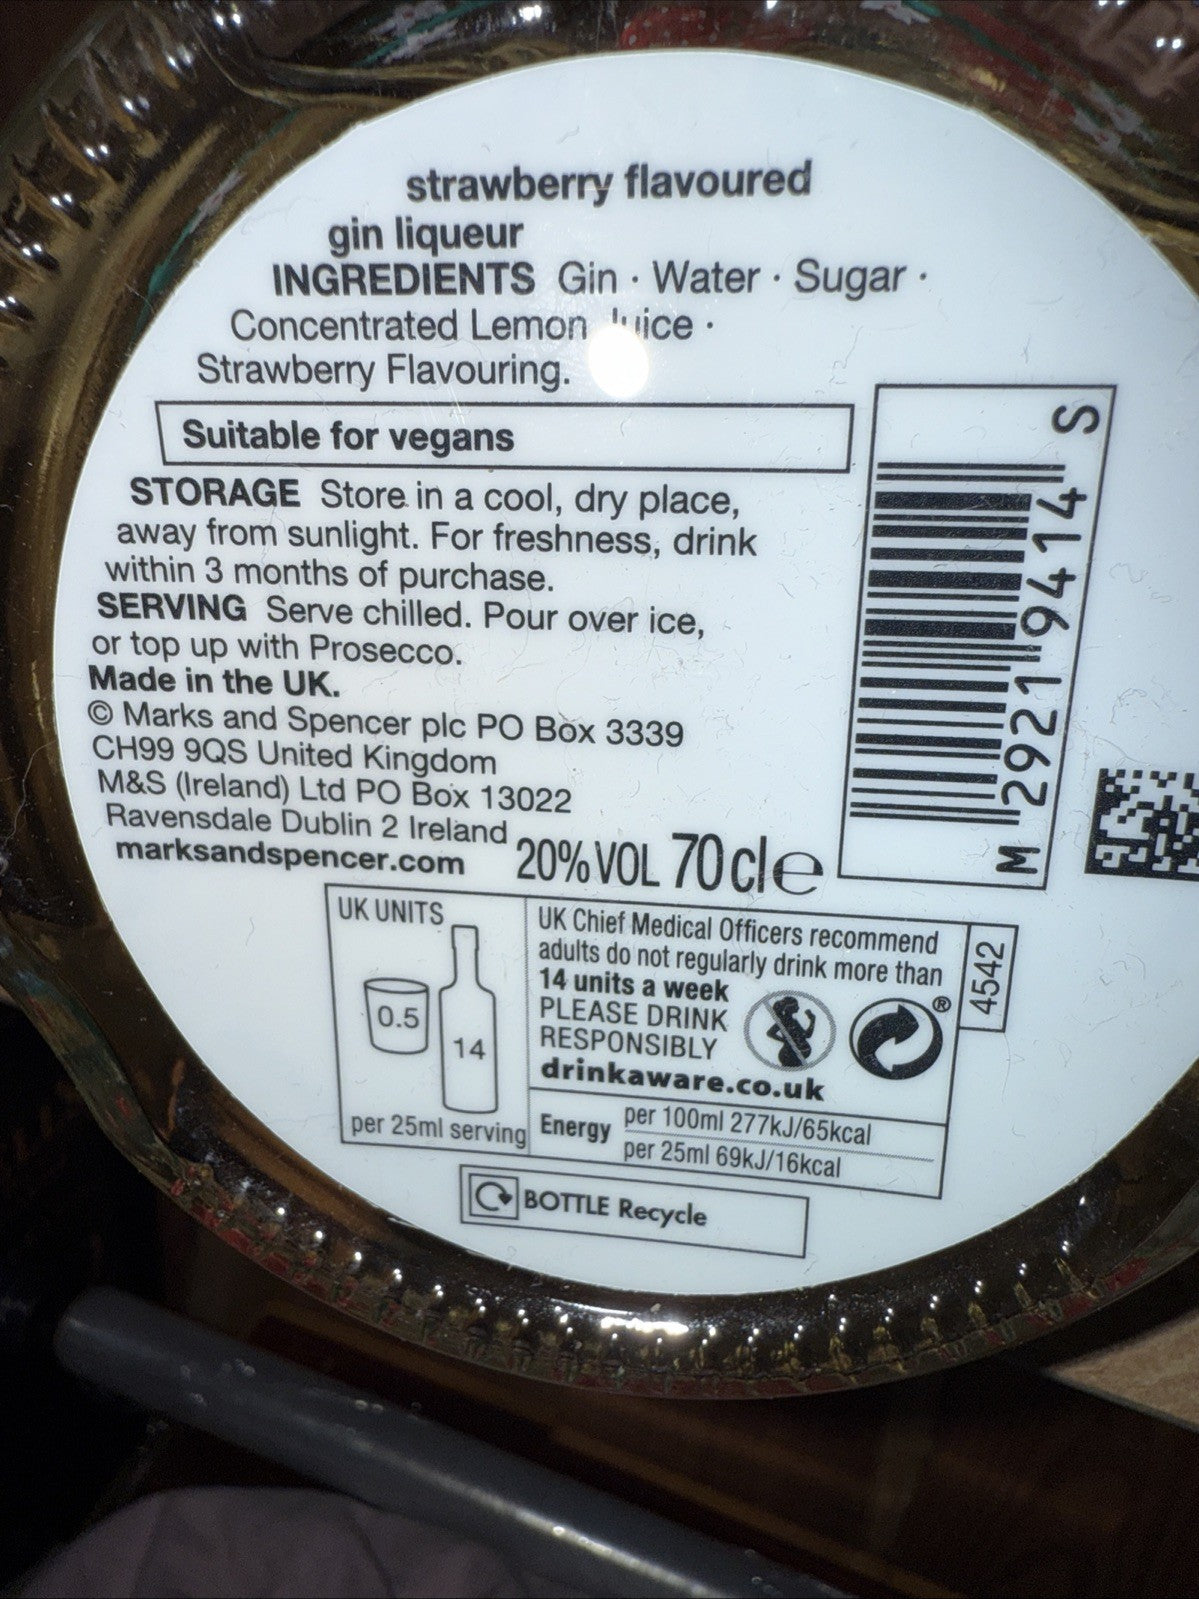 strawberry flavoured
gin liqueur
INGREDIENTS Gin · Water · Sugar ·
Concentrated Lemon Juice ·
Strawberry Flavouring.
Suitable for vegans
STORAGE Store in a cool, dry place,
away from sunlight. For freshness, drink
within 3 months of purchase.
SERVING Serve chilled. Pour over ice,
or top up with Prosecco.
Made in the UK.
© Marks and Spencer plc PO Box 3339
CH99 9QS United Kingdom
M&S (Ireland) Ltd PO Box 13022
Ravensdale Dublin 2 Ireland
marksandspencer.com
20% VOL 70cl e
M 29219414 S
UK UNITS
0.5
14
per 25ml serving
UK Chief Medical Officers recommend
adults do not regularly drink more than
14 units a week
PLEASE DRINK
RESPONSIBLY
drinkaware.co.uk
®
4542
Energy
per 100ml 277kJ/65kcal
per 25ml 69kJ/16kcal
BOTTLE Recycle